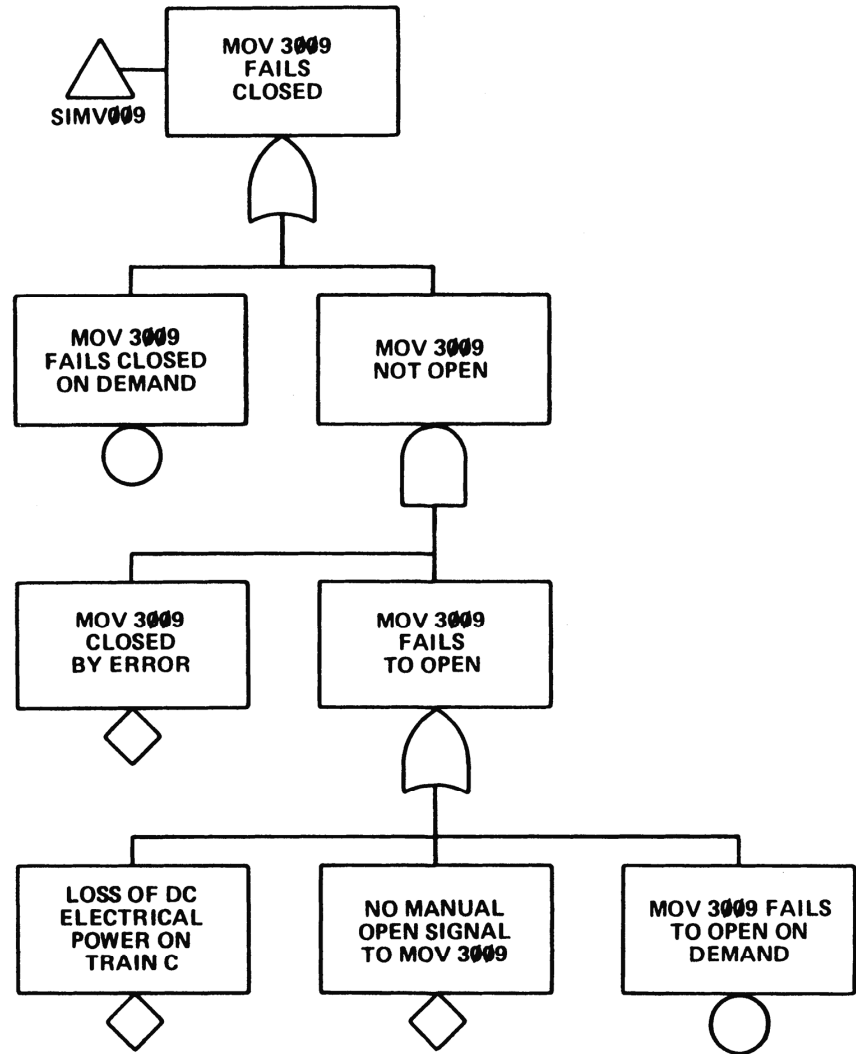 MOV 3009
FAILS
CLOSED
SIMV009
MOV 3009
FAILS CLOSED
ON DEMAND
MOV 3009
NOT OPEN
MOV 3009
CLOSED
BY ERROR
MOV 3009
FAILS
TO OPEN
LOSS OF DC
ELECTRICAL
POWER ON
TRAIN C
NO MANUAL
OPEN SIGNAL
TO MOV 3009
MOV 3009 FAILS
TO OPEN ON
DEMAND